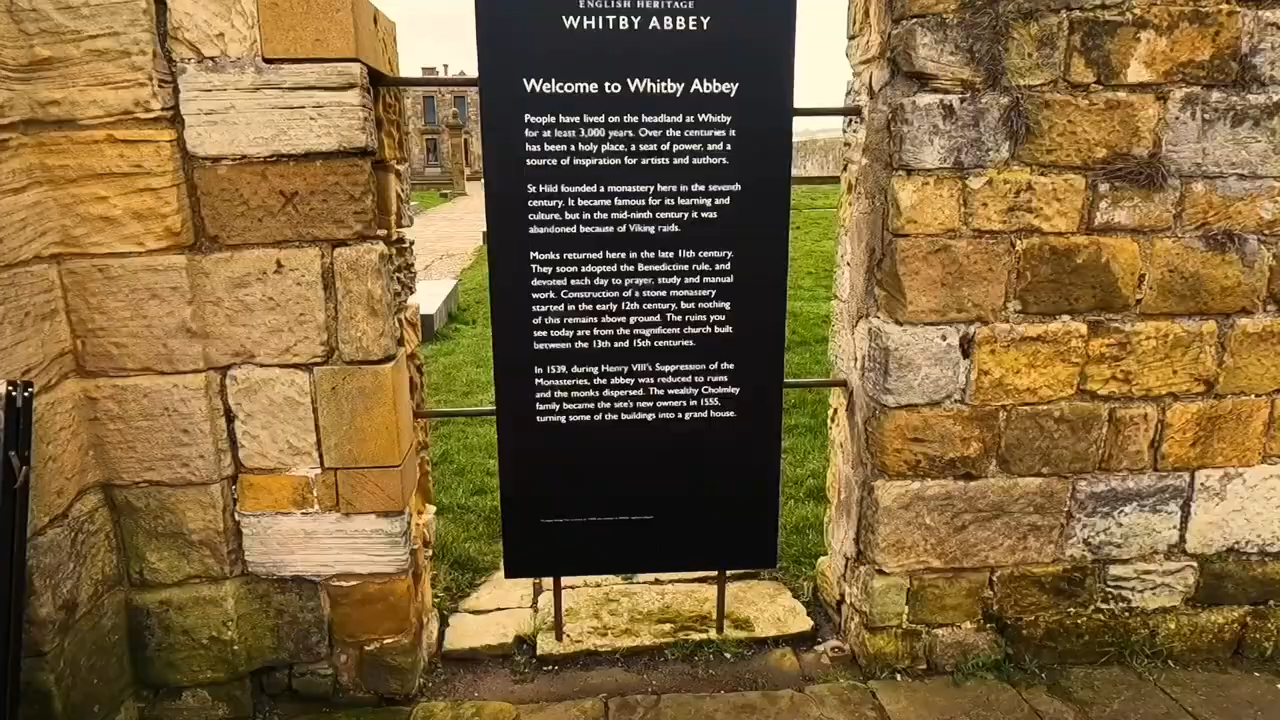 ENGLISH HERITAGE
WHITBY ABBEY
Welcome to Whitby Abbey
People have lived on the headland at Whitby
for at least 3,000 years. Over the centuries it
has been a holy place, a seat of power, and a
source of inspiration for artists and authors.
St Hild founded a monastery here in the seventh
century. It became famous for its learning and
culture, but in the mid-ninth century it was
abandoned because of Viking raids.
Monks returned here in the late 11th century.
They soon adopted the Benedictine rule, and
devoted each day to prayer, study and manual
work. Construction of a stone monastery
started in the early 12th century, but nothing
of this remains above ground. The ruins you
see today are from the magnificent church built
between the 13th and 15th centuries.
In 1539, during Henry VIII's Suppression of the
Monasteries, the abbey was reduced to ruins
and the monks dispersed. The wealthy Cholmley
family became the site's new owners in 1555,
turning some of the buildings into a grand house.